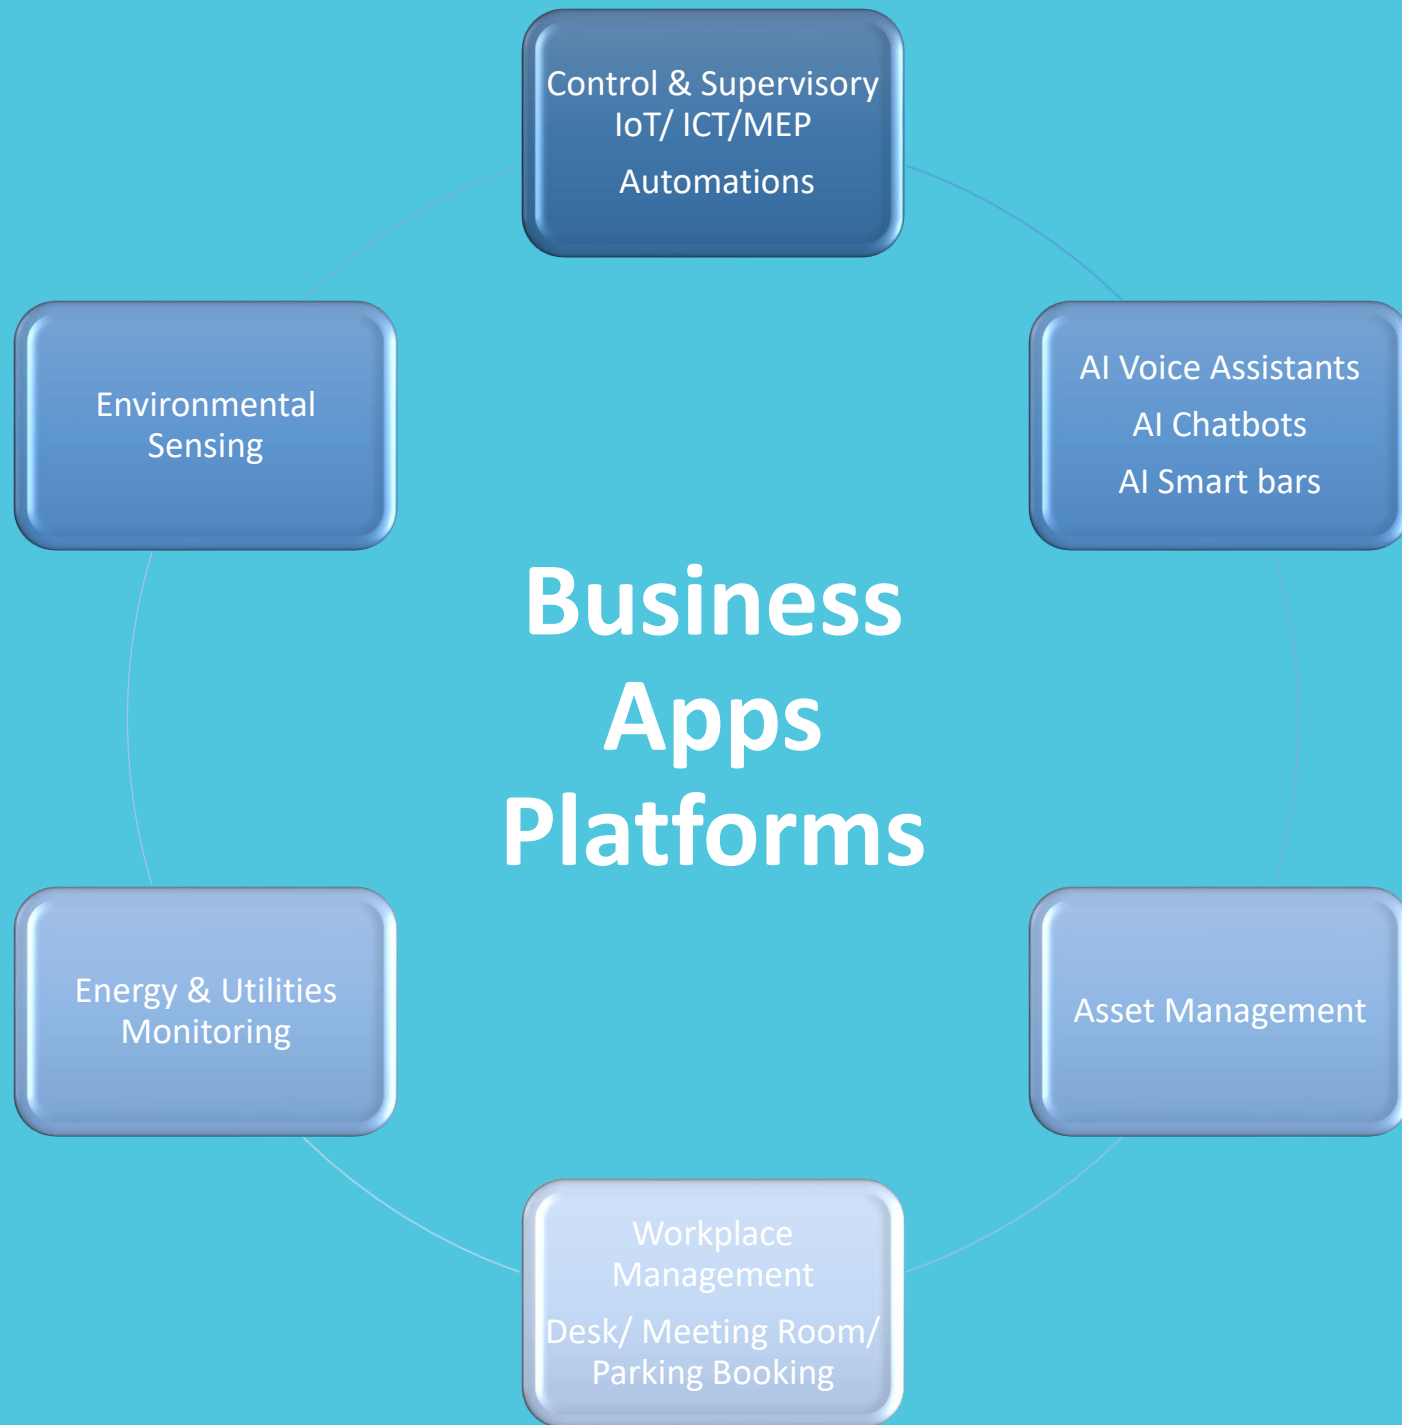 Control & Supervisory
IoT/ ICT/MEP
Automations
AI Voice Assistants
AI Chatbots
AI Smart bars
Environmental
Sensing
Business
Apps
Platforms
Energy & Utilities
Monitoring
Asset Management
Workplace
Management
Desk/ Meeting Room/
Parking Booking